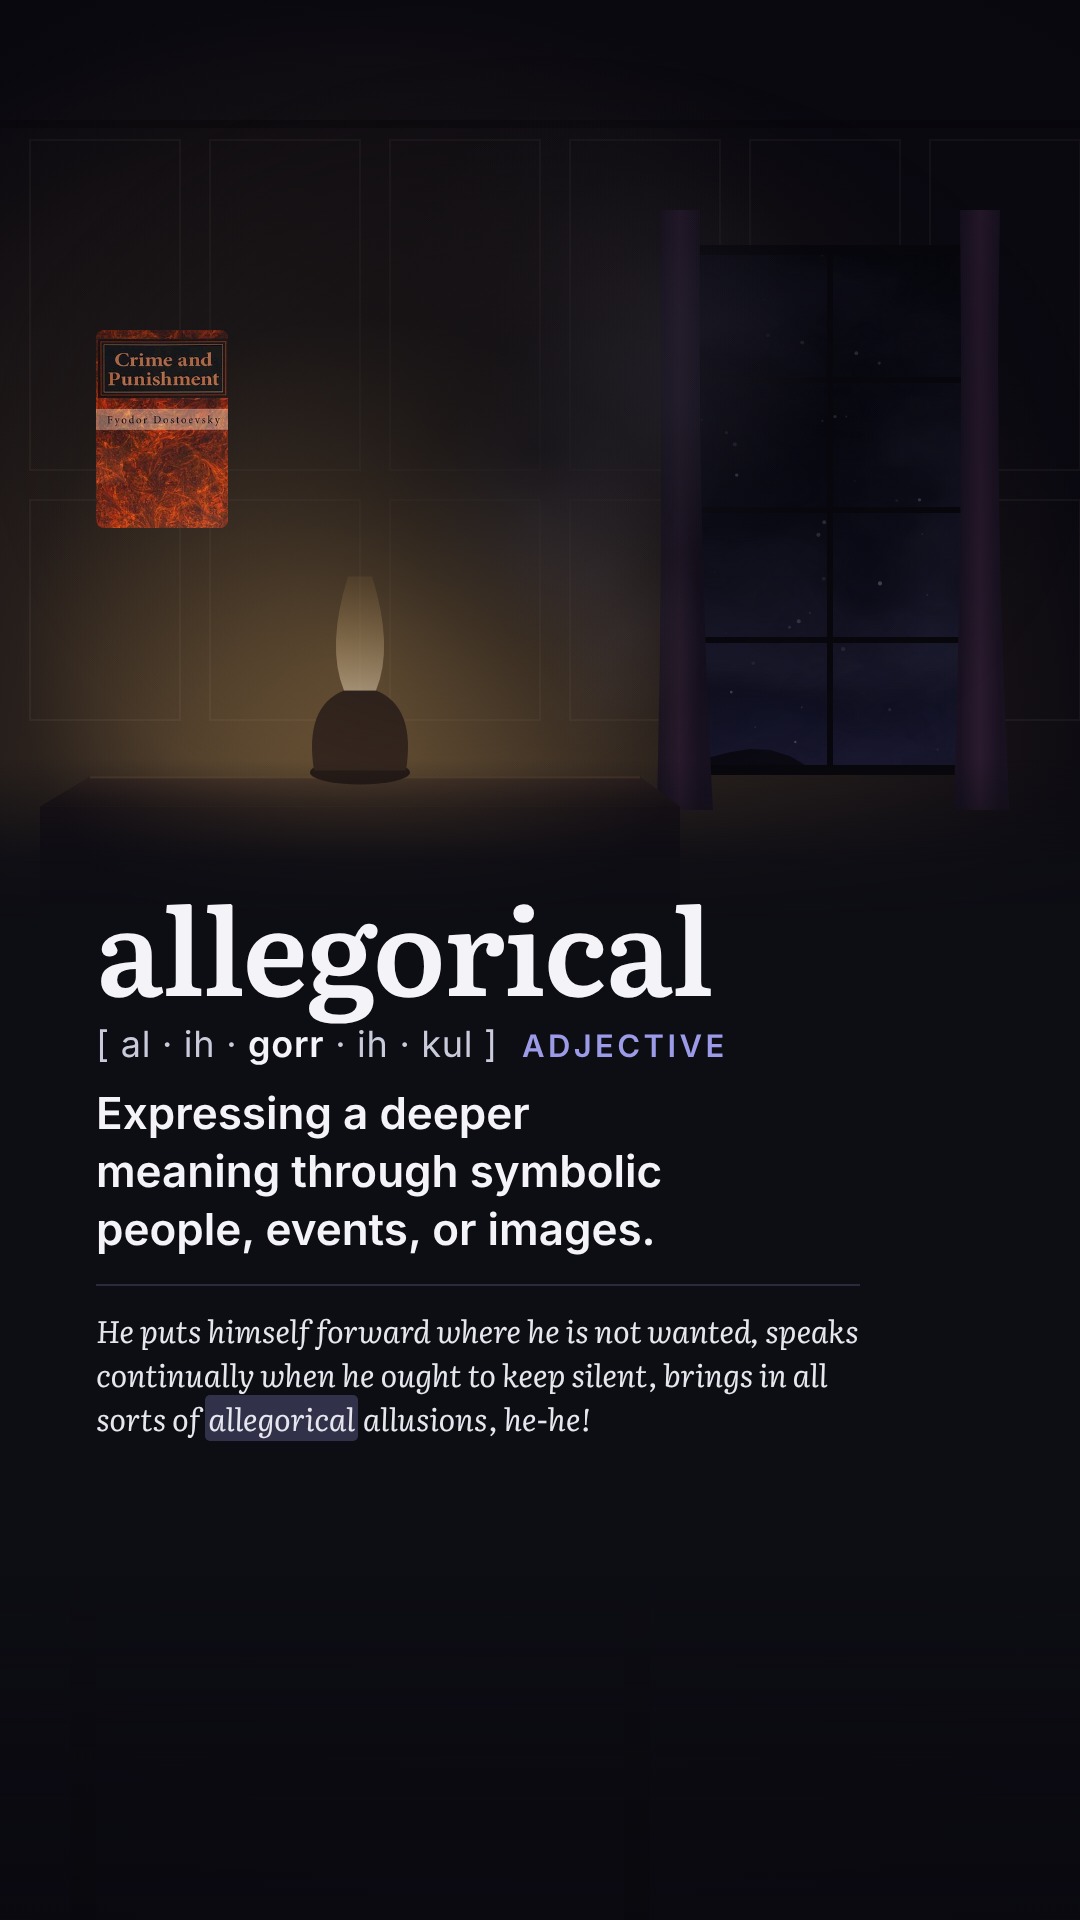 Crime and
Punishment
Fyodor Dostoevsky
allegorical
[ al · ih · gorr · ih · kul ] ADJECTIVE
Expressing a deeper
meaning through symbolic
people, events, or images.
He puts himself forward where he is not wanted, speaks
continually when he ought to keep silent, brings in all
sorts of allegorical allusions, he-he!